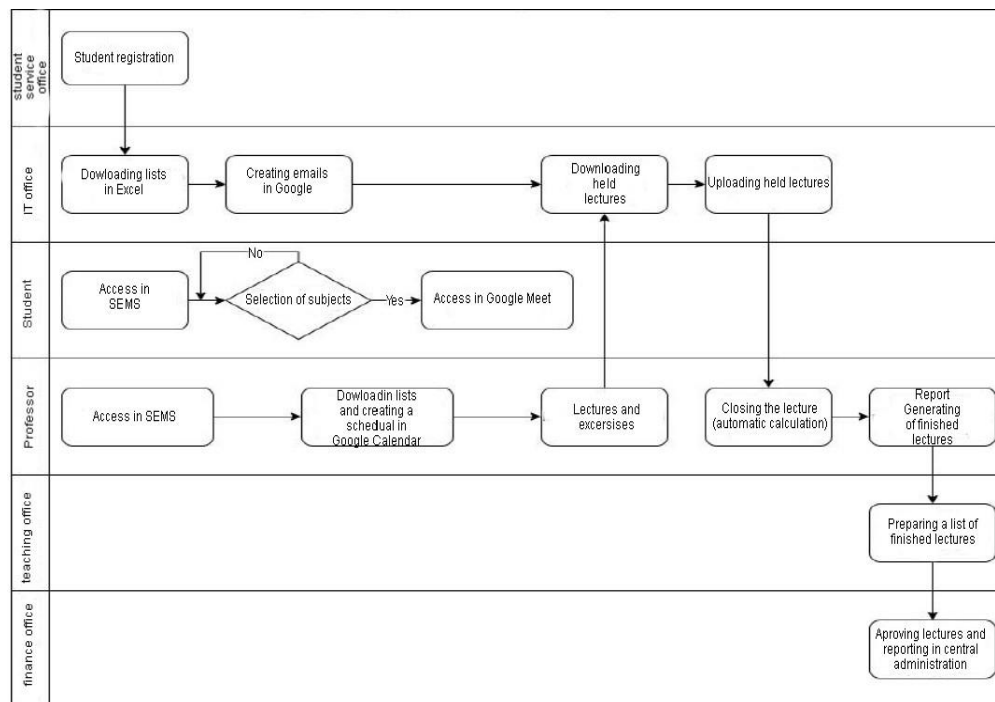 student
service
office
Student registration
IT office
Dowloading lists
in Excel
Creating emails
in Google
Downloading
held
lectures
Uploading held lectures
Student
Access in
SEMS
No
Selection of subjects
Yes
Access in Google Meet
Professor
Access in SEMS
Dowloadin lists
and creating a
schedual in
Google Calendar
Lectures and
excersises
Closing the lecture
(automatic calculation)
Report
Generating
of finished
lectures
teaching office
Preparing a list of
finished lectures
finance office
Aproving lectures and
reporting in central
administration